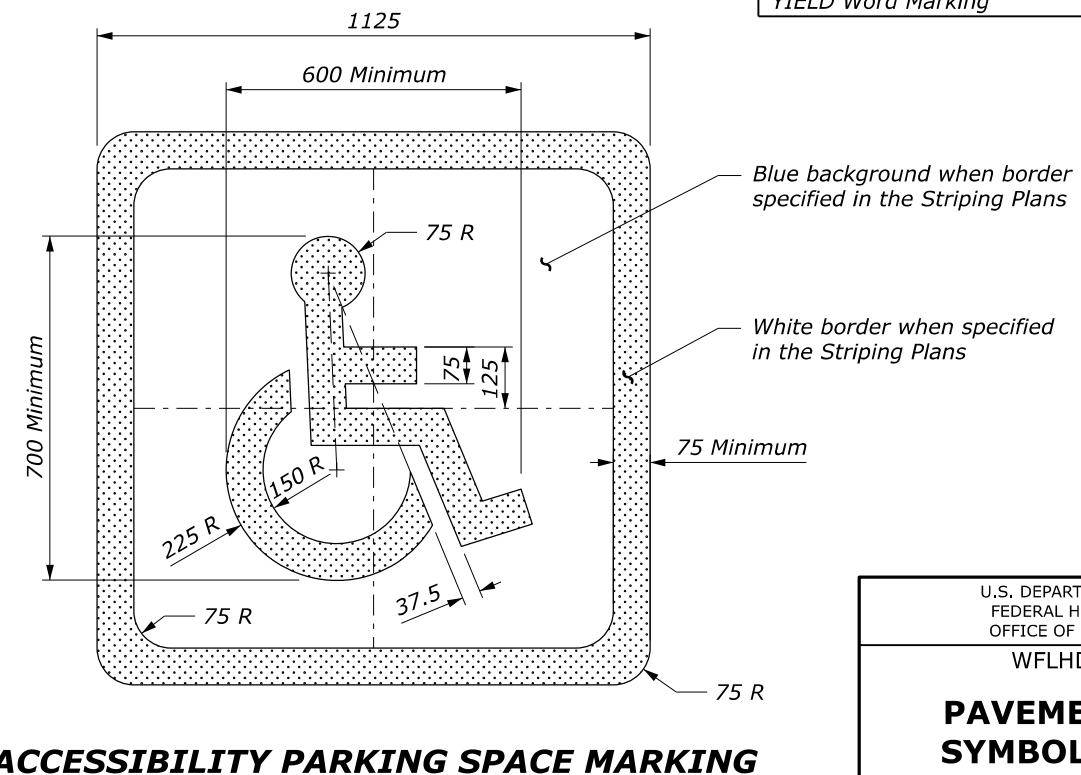 YIELD Word Marking
1125
600 Minimum
Blue background when border
specified in the Striping Plans
75 R
White border when specified
in the Striping Plans
75
125
700 Minimum
75 Minimum
150 R
225 R
37.5
75 R
75 R
U.S. DEPART
FEDERAL H
OFFICE OF
WFLHD
PAVEME
SYMBOL
ACCESSIBILITY PARKING SPACE MARKING